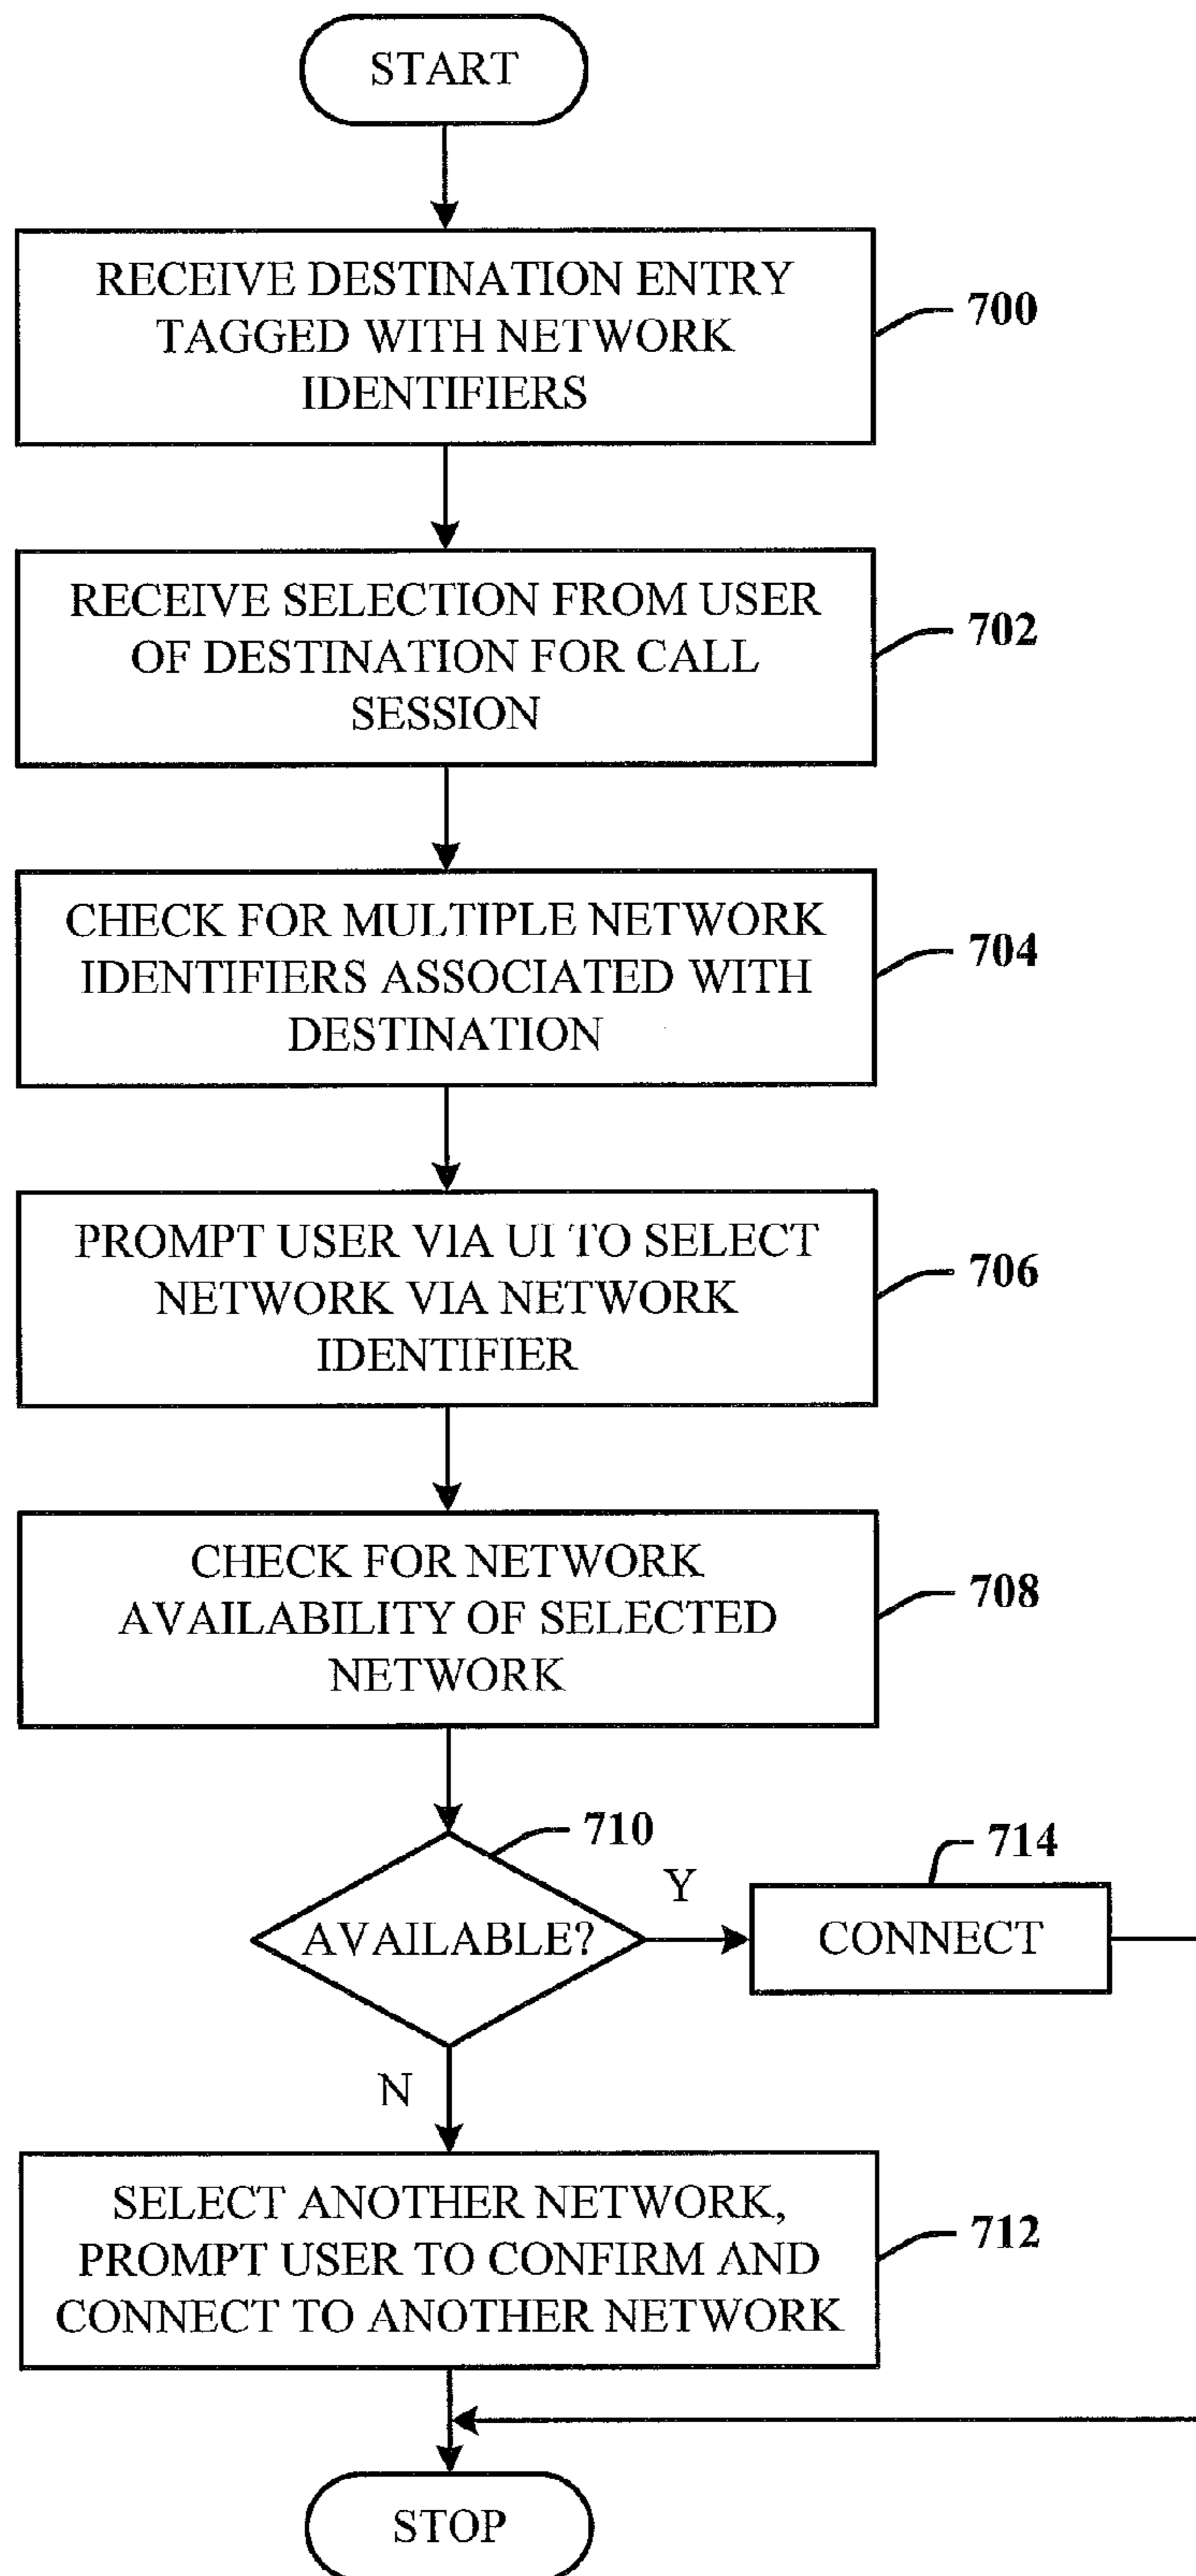 START
RECEIVE DESTINATION ENTRY
TAGGED WITH NETWORK
IDENTIFIERS
700
RECEIVE SELECTION FROM USER
OF DESTINATION FOR CALL
SESSION
702
CHECK FOR MULTIPLE NETWORK
IDENTIFIERS ASSOCIATED WITH
DESTINATION
704
PROMPT USER VIA UI TO SELECT
NETWORK VIA NETWORK
IDENTIFIER
706
CHECK FOR NETWORK
AVAILABILITY OF SELECTED
NETWORK
708
710
AVAILABLE?
Y
714
CONNECT
N
SELECT ANOTHER NETWORK,
PROMPT USER TO CONFIRM AND
CONNECT TO ANOTHER NETWORK
712
STOP